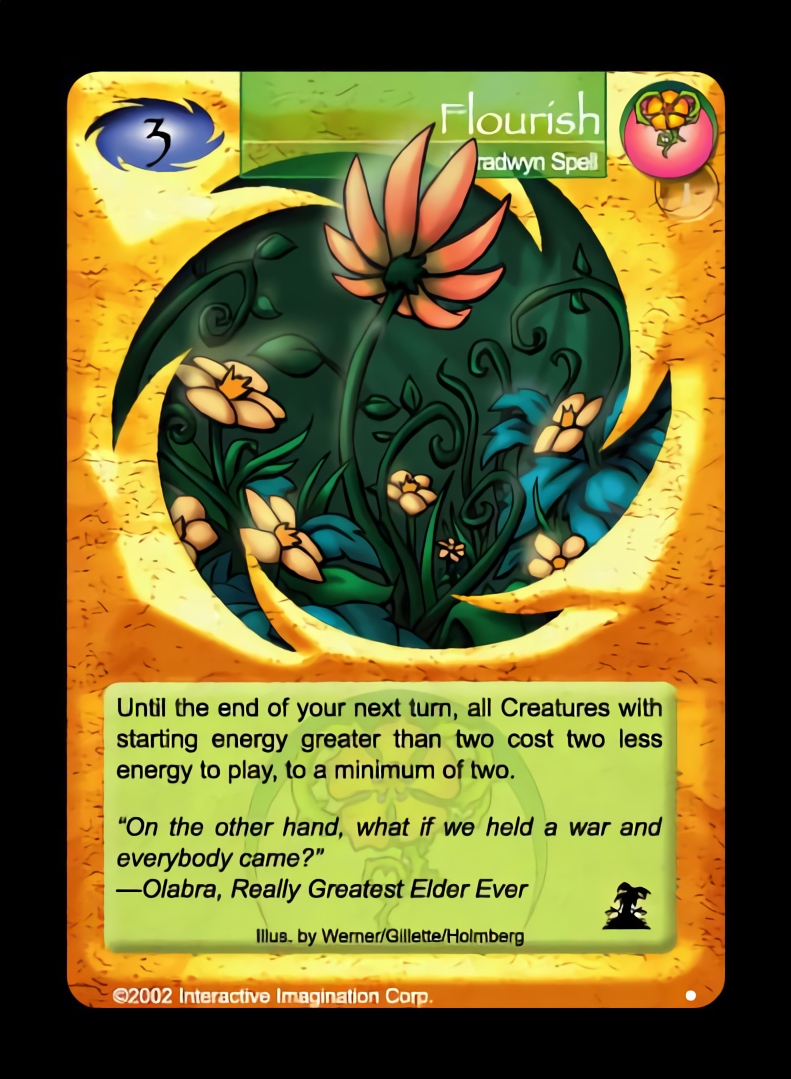 3
Flourish
radwyn Spell
Until the end of your next turn, all Creatures with
starting energy greater than two cost two less
energy to play, to a minimum of two.
“On the other hand, what if we held a war and
everybody came?”
—Olabra, Really Greatest Elder Ever
Illus. by Werner/Gillette/Holmberg
©2002 Interactive Imagination Corp.